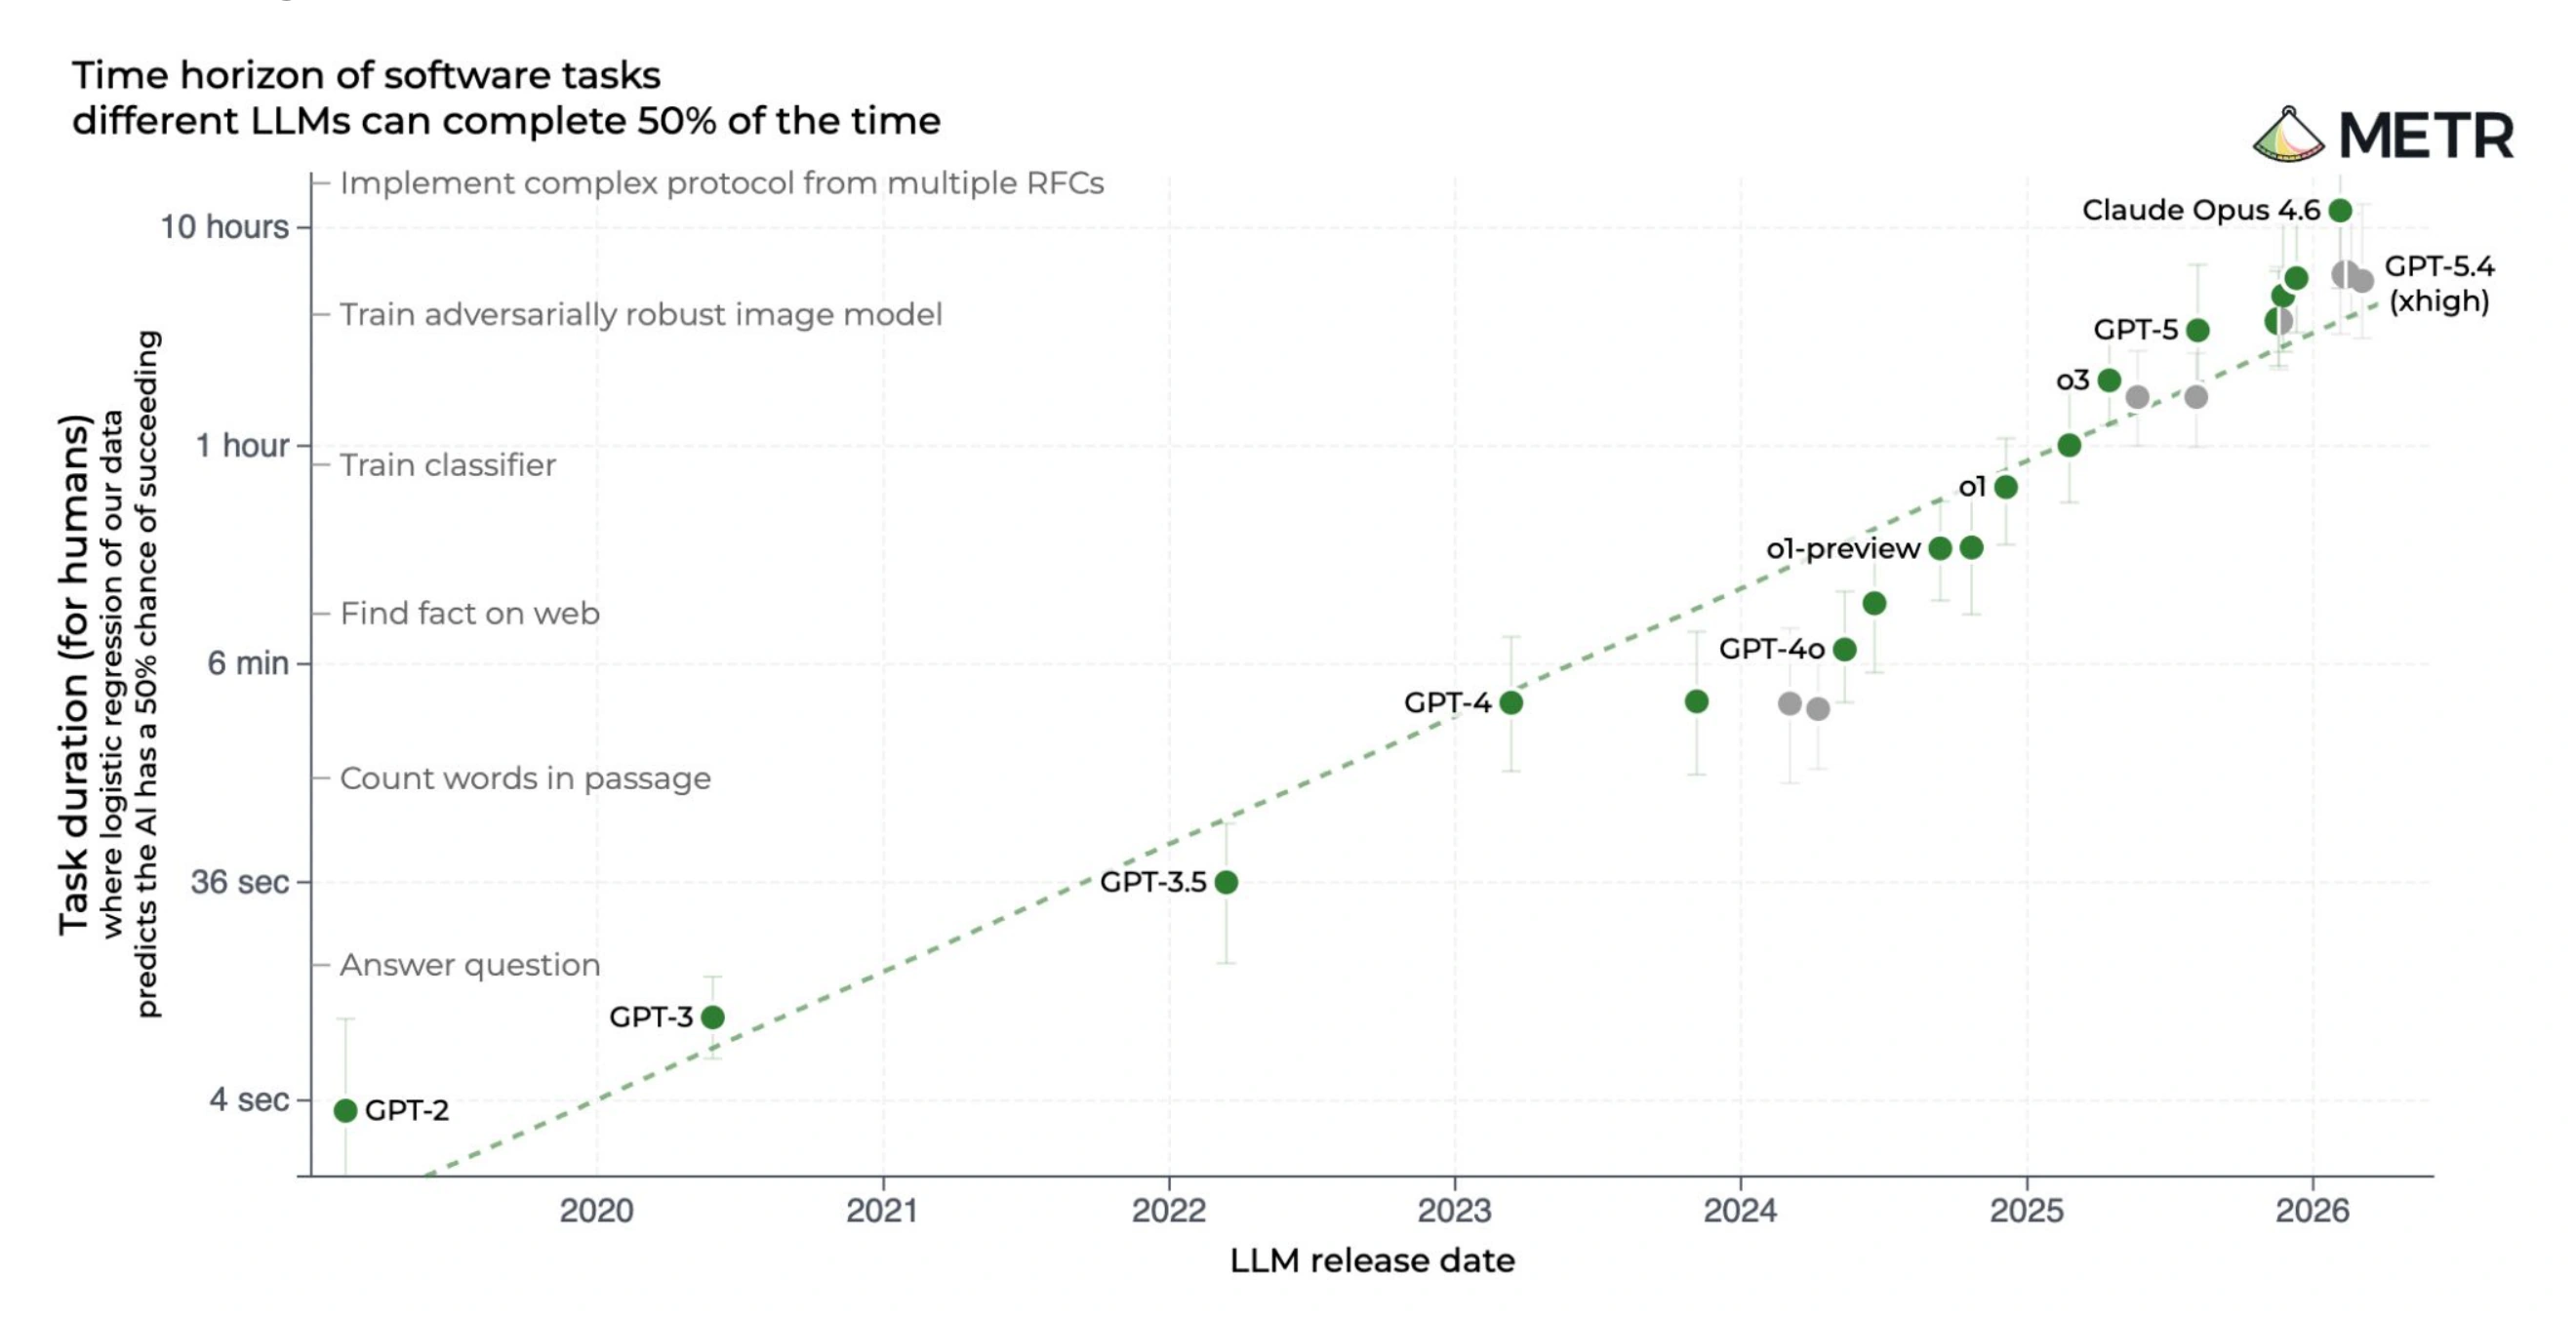 Time horizon of software tasks
different LLMs can complete 50% of the time
METR
Task duration (for humans)
where logistic regression of our data
predicts the AI has a 50% chance of succeeding
10 hours
1 hour
6 min
36 sec
4 sec
Implement complex protocol from multiple RFCs
Train adversarially robust image model
Train classifier
Find fact on web
Count words in passage
Answer question
GPT-2
GPT-3
GPT-3.5
GPT-4
GPT-4o
o1-preview
o1
o3
GPT-5
Claude Opus 4.6
GPT-5.4
(xhigh)
2020
2021
2022
2023
2024
2025
2026
LLM release date